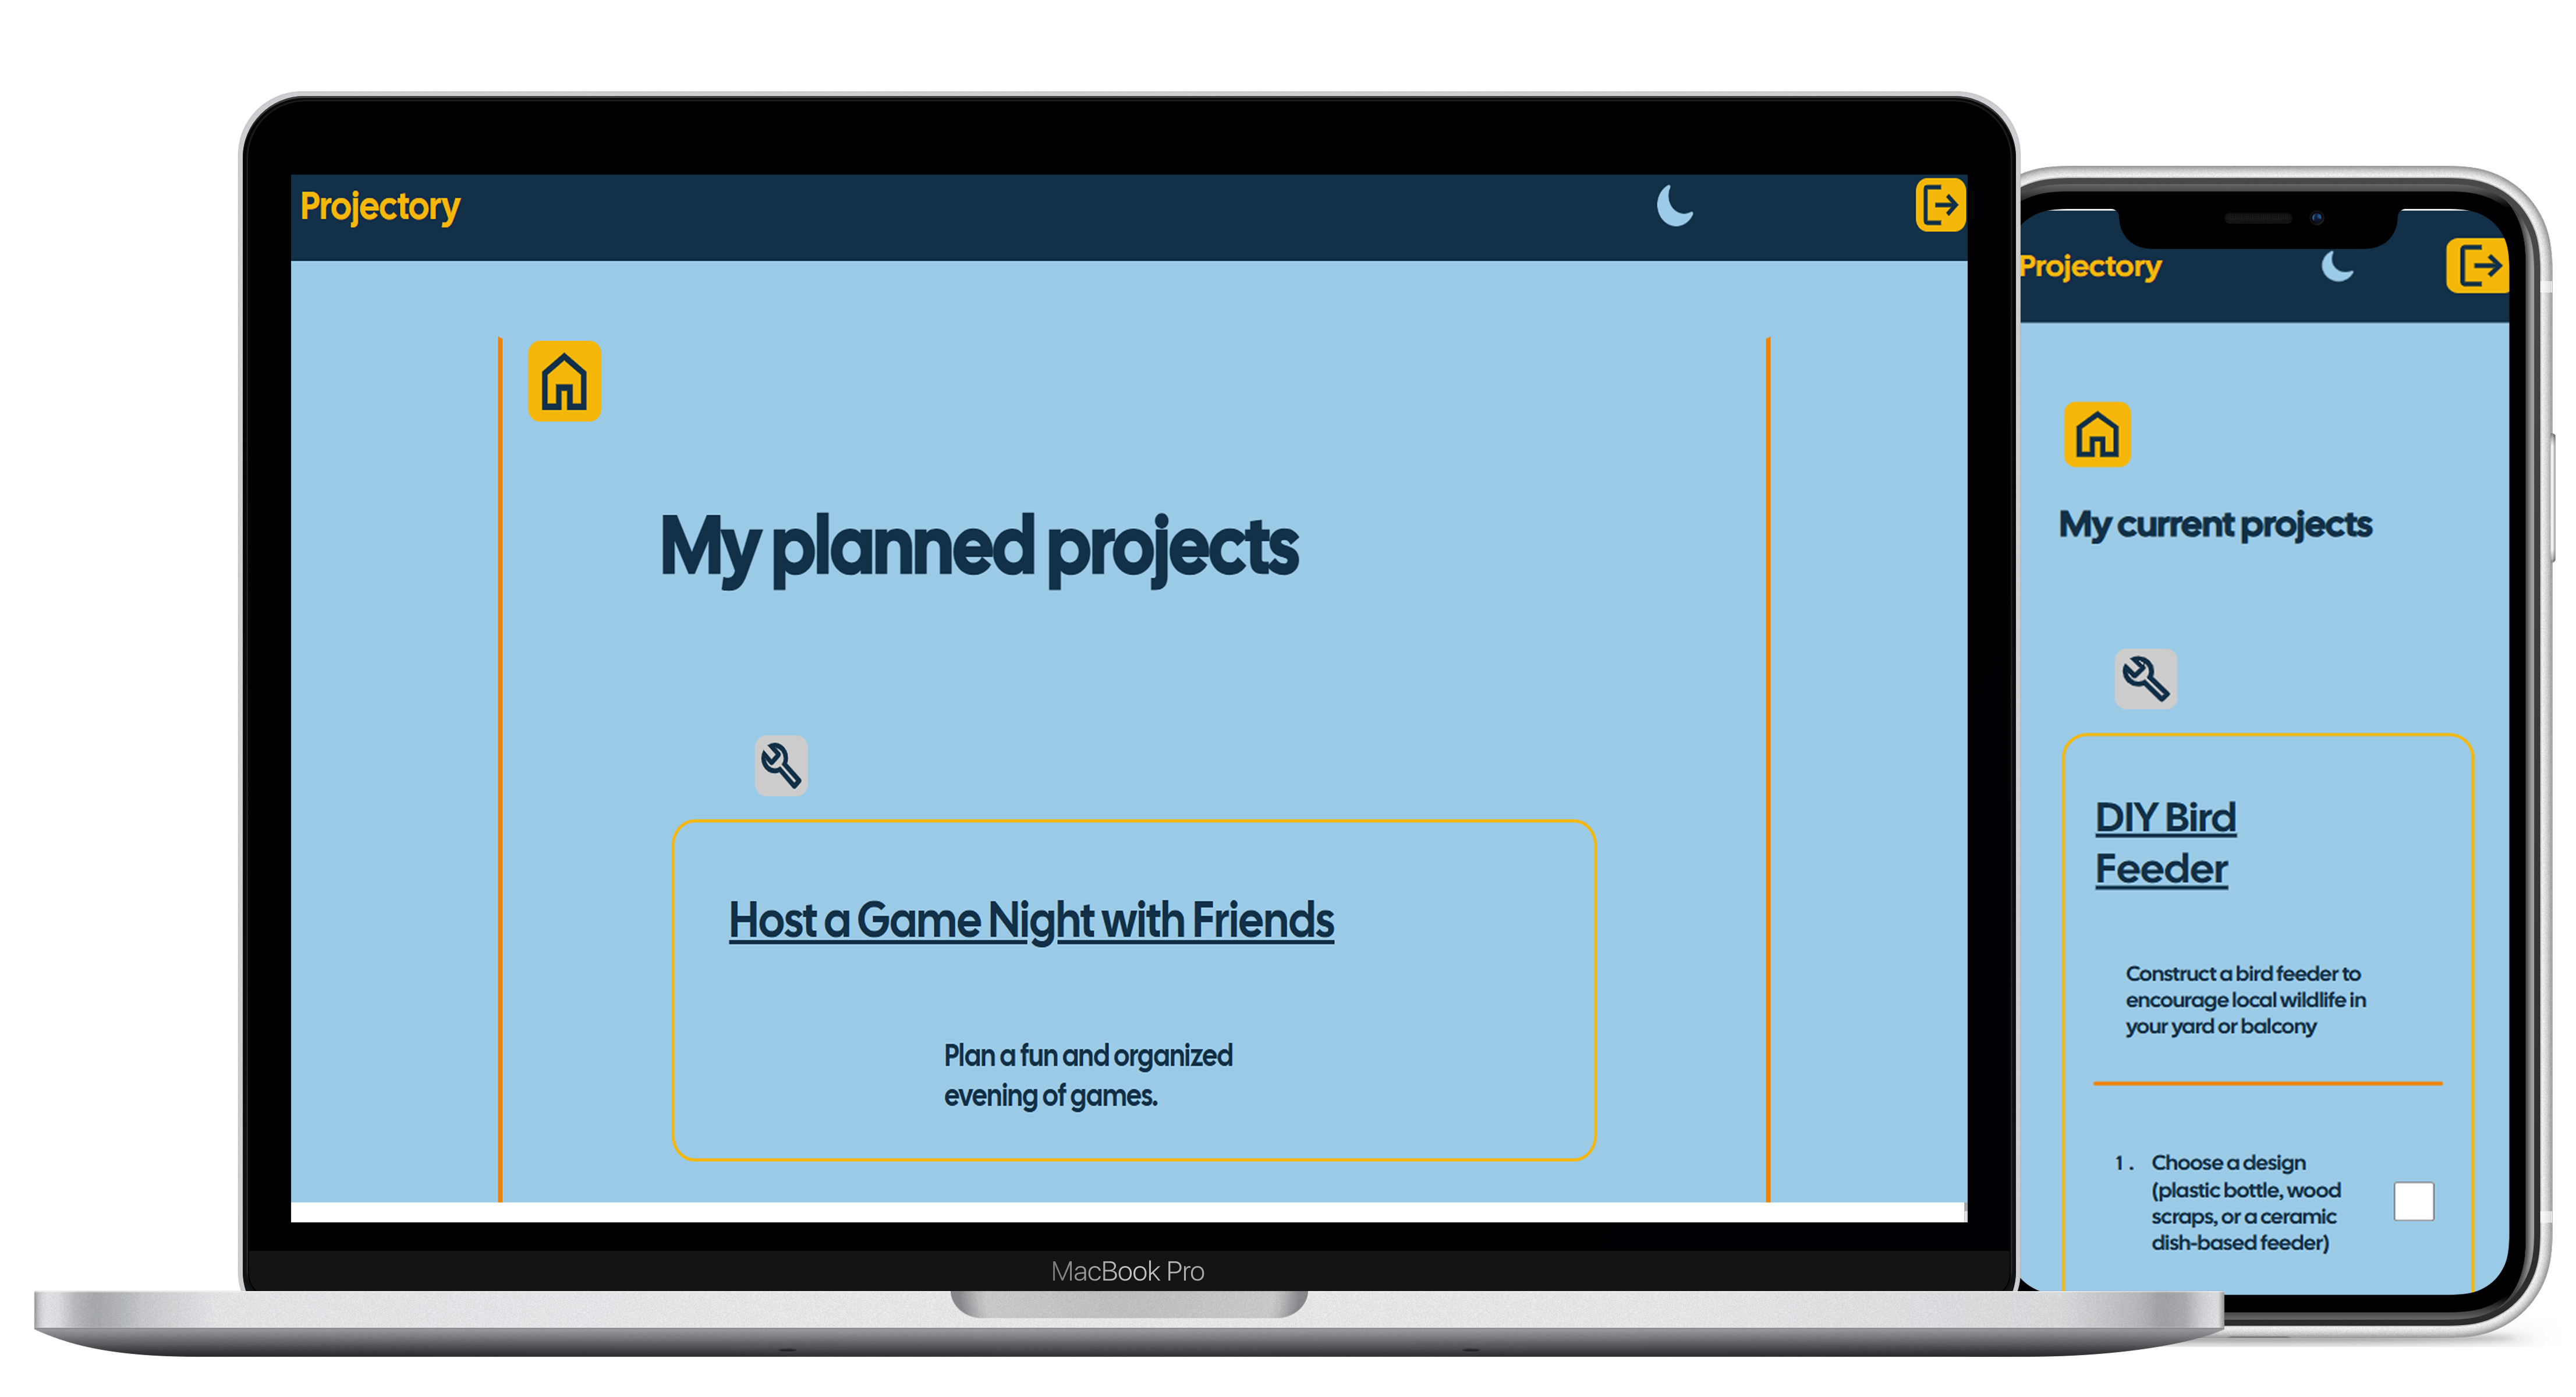 Projectory
My planned projects
Host a Game Night with Friends
Plan a fun and organized
evening of games.
MacBook Pro
Projectory
My current projects
DIY Bird
Feeder
Construct a bird feeder to
encourage local wildlife in
your yard or balcony
1. Choose a design
(plastic bottle, wood
scraps, or a ceramic
dish-based feeder)